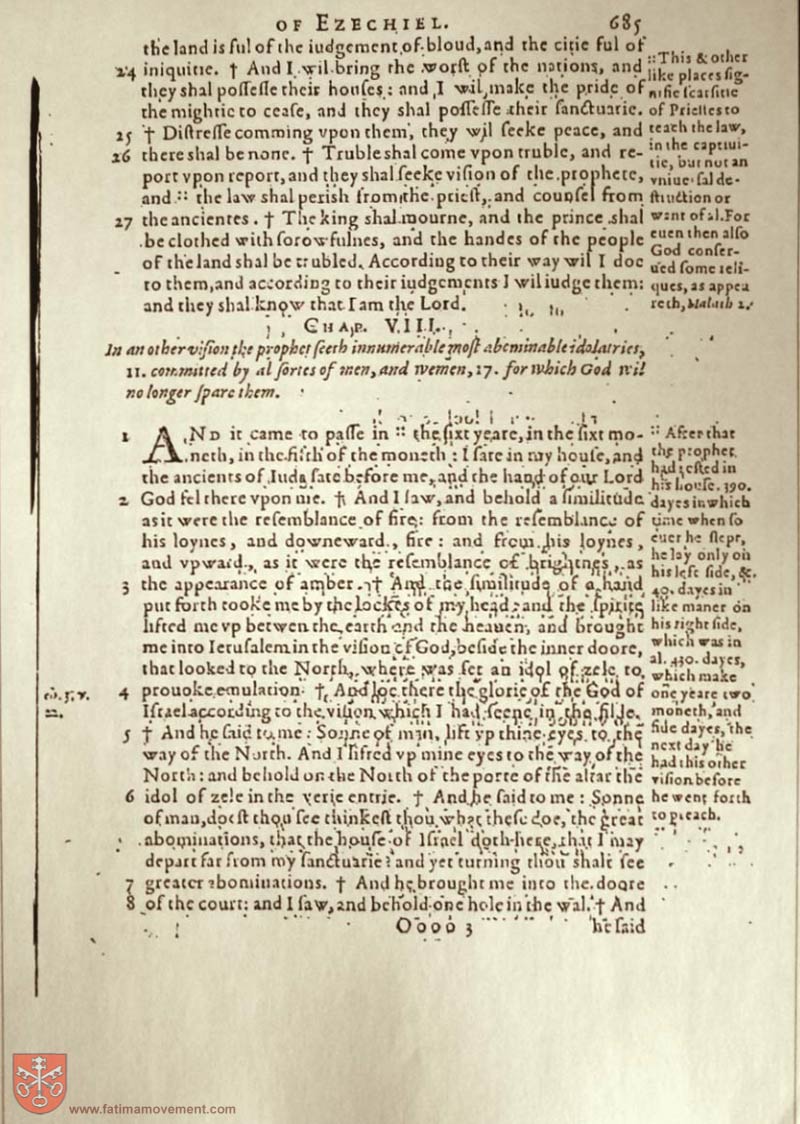 OF EZECHIEL. 685
the land is ful of the iudgement of bloud, and the citie ful of
24 iniquitie. † And I wil bring the worſt of the nations, and
they shal poſſeſſe their houſes: and I wil make the pride of
the mightie to ceaſe, and they shal poſſeſſe their ſanctuarie.
25 † Diſtreſſe comming vpon them, they wil ſeeke peace, and
26 there shal be none. † Truble shal come vpon truble, and re-
port vpon report, and they shal ſeeke viſion of the prophete,
and :: the law shal perish from the prieſt, and counſel from
27 the ancientes. † The king shal mourne, and the prince shal
be clothed with ſorowfulnes, and the handes of the people
of the land shal be trubled. According to their way wil I doe
to them, and according to their iudgements I wil iudge them:
and they shal know that I am the Lord.
:: This & other
like places ſig-
nifie ſcarſitie
of Prieſtes to
teach the law,
in the captiui-
tie, but not an
vniuerſal de-
ſtruction or
want of al. For
euen then alſo
God conſer-
ued ſome reli-
ques, as appea
reth, Malach 2.
CHAP. VIII.
In an other viſion the prophet ſeeth innumerable moſt abominable idolatries,
11. committed by al ſortes of men, and wemen, 17. for which God wil
no longer ſpare them.
1 AND it came to paſſe in :: the ſixt yeare, in the ſixt mo-
neth, in the fifth of the moneth: I ſate in my houſe, and
the ancients of Iuda ſate before me, and the hand of our Lord
2 God fel there vpon me. † And I ſaw, and behold a ſimilitude
as it were the reſemblance of fire: from the reſemblance of
his loynes, and downeward, fire: and from his loynes,
and vpward, as it were the reſemblance of brightnes, as
3 the appearance of amber. † And the ſimilitude of a hand
put forth tooke me by the lockes of my head: and the ſpirite
lifted me vp betwen the earth and the heauen, and brought
me into Ieruſalem in the viſion of God, beſide the inner doore,
that looked to the North, where was ſet an idol of zele to
4 prouoke emulation. † And loe there the glorie of the God of
Iſrael according to the viſion which I had ſeene in the filde.
5 † And he ſaid to me: Sonne of man, lift vp thine eyes to the
way of the North. And I lifted vp mine eyes to the way of the
North: and behold on the North of the porte of the altar the
6 idol of zele in the verie entrie. † And he ſaid to me: Sonne
of man, doeſt thou ſee thinkeſt thou what theſe doe, the great
abominations, that the houſe of Iſrael doth here, that I may
depart far from my ſanctuarie? and yet turning thou shalt ſee
7 greater abominations. † And he brought me into the doore
8 of the court: and I ſaw, and behold one hole in the wal. † And
:: After that
the prophet
had reſted in
his houſe. 390.
dayes in which
time when ſo
euer he ſlept,
he lay only on
his left ſide, &c.
40. dayes in
like maner on
his right ſide,
which was in
al. 430. dayes,
which make
one yeare two
moneth, and
fide dayes, the
next day he
had this other
viſion before
he went forth
to preach.
22.
Oooo 3 he ſaid
www.fatimamovement.com